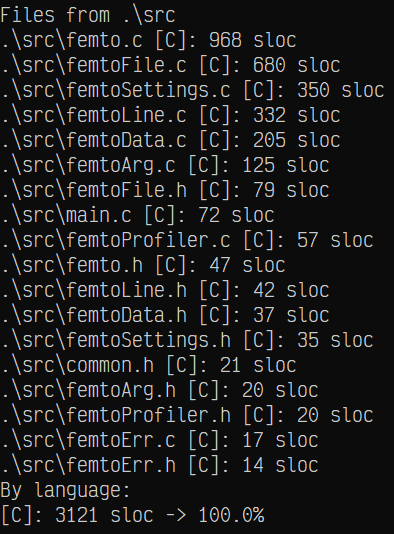 Files from .\src
.\src\femto.c [C]: 968 sloc
.\src\femtoFile.c [C]: 680 sloc
.\src\femtoSettings.c [C]: 350 sloc
.\src\femtoLine.c [C]: 332 sloc
.\src\femtoData.c [C]: 205 sloc
.\src\femtoArg.c [C]: 125 sloc
.\src\femtoFile.h [C]: 79 sloc
.\src\main.c [C]: 72 sloc
.\src\femtoProfiler.c [C]: 57 sloc
.\src\femto.h [C]: 47 sloc
.\src\femtoLine.h [C]: 42 sloc
.\src\femtoData.h [C]: 37 sloc
.\src\femtoSettings.h [C]: 35 sloc
.\src\common.h [C]: 21 sloc
.\src\femtoArg.h [C]: 20 sloc
.\src\femtoProfiler.h [C]: 20 sloc
.\src\femtoErr.c [C]: 17 sloc
.\src\femtoErr.h [C]: 14 sloc
By language:
[C]: 3121 sloc -> 100.0%